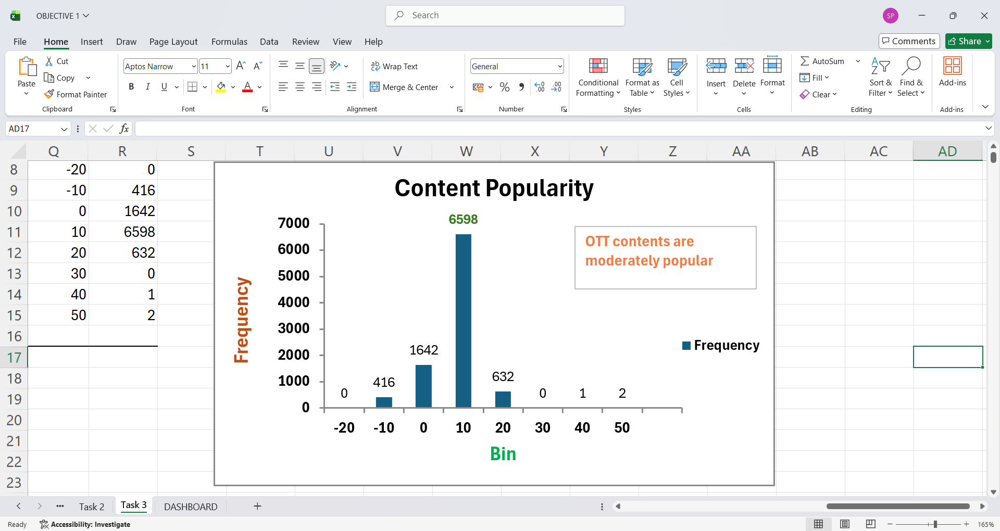 OBJECTIVE 1
Search
SP
File Home Insert Draw Page Layout Formulas Data Review View Help
Comments Share
Paste
Cut
Copy
Format Painter
Clipboard
Aptos Narrow 11
B I U
Font
Wrap Text
Merge & Center
Alignment
General
Number
Conditional Formatting
Format as Table
Cell Styles
Styles
Insert Delete Format
Cells
AutoSum
Fill
Clear
Sort & Filter
Find & Select
Editing
Add-ins
Add-ins
AD17
fx
Q R S T U V W X Y Z AA AB AC AD
8 -20 0
9 -10 416
10 0 1642
11 10 6598
12 20 632
13 30 0
14 40 1
15 50 2
16
17
18
19
20
21
22
23
Content Popularity
Frequency
7000
6000
5000
4000
3000
2000
1000
0
0 416 1642 6598 632 0 1 2
-20 -10 0 10 20 30 40 50
Bin
OTT contents are
moderately popular
Frequency
Task 2 Task 3 DASHBOARD
Ready Accessibility: Investigate 165%